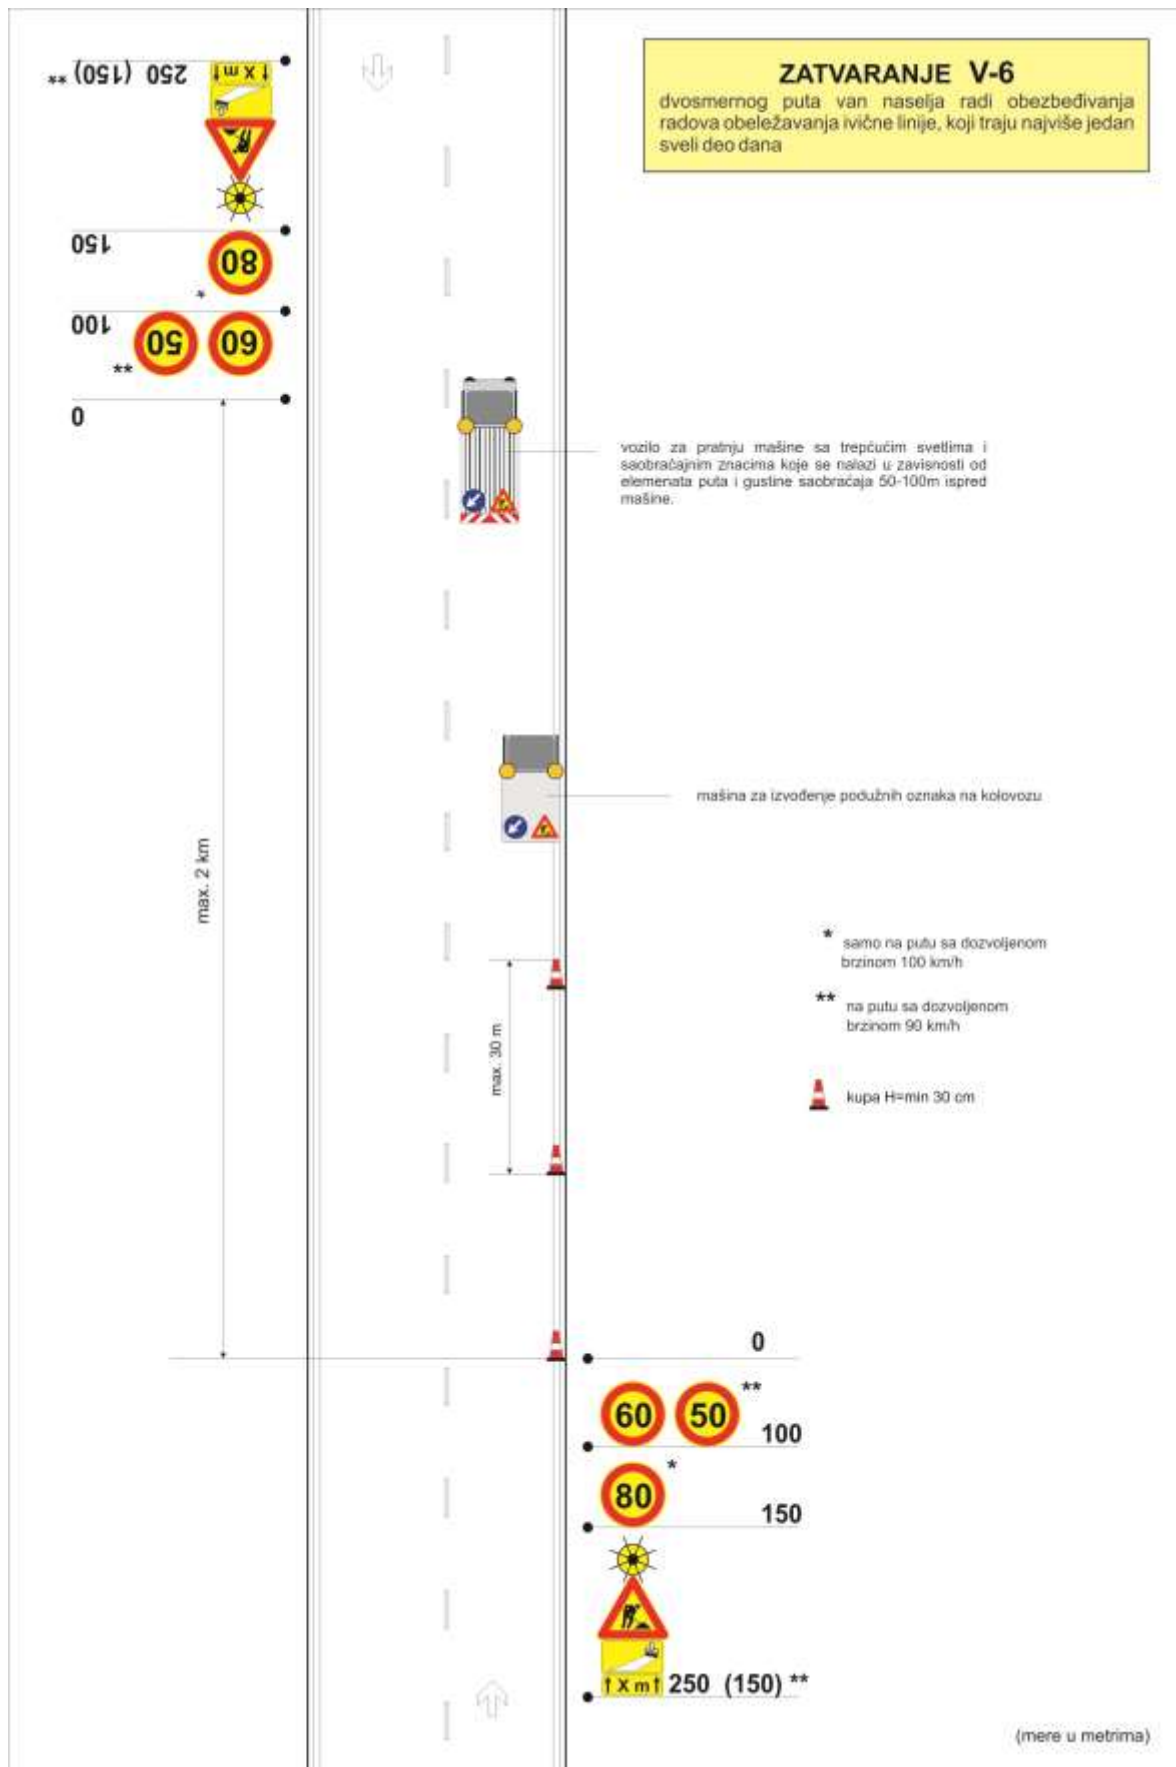 ZATVARANJE V-6
dvosmernog puta van naselja radi obezbeđivanja
radova obeležavanja ivične linije, koji traju najviše jedan
sveli deo dana
250 (150) **
↑ X m ↑
150
80
*
100
60
50
**
0
vozilo za pratnju mašine sa trepćućim svetlima i
saobraćajnim znacima koje se nalazi u zavisnosti od
elemenata puta i gustine saobraćaja 50-100m ispred
mašine.
mašina za izvođenje podužnih oznaka na kolovozu
max. 2 km
* samo na putu sa dozvoljenom
brzinom 100 km/h
** na putu sa dozvoljenom
brzinom 90 km/h
max. 30 m
kupa H=min 30 cm
0
60 50 **
100
80 *
150
↑ X m ↑ 250 (150) **
(mere u metrima)